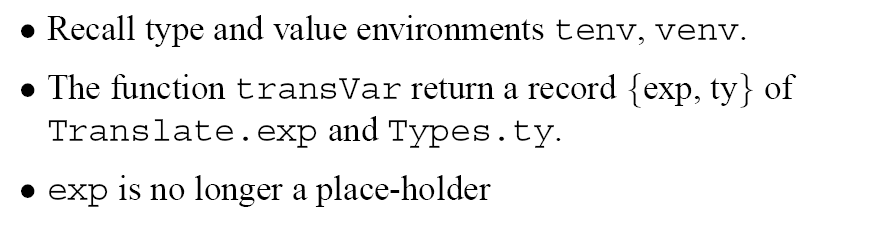 • Recall type and value environments tenv, venv.
• The function transVar return a record {exp, ty} of
Translate.exp and Types.ty.
• exp is no longer a place-holder